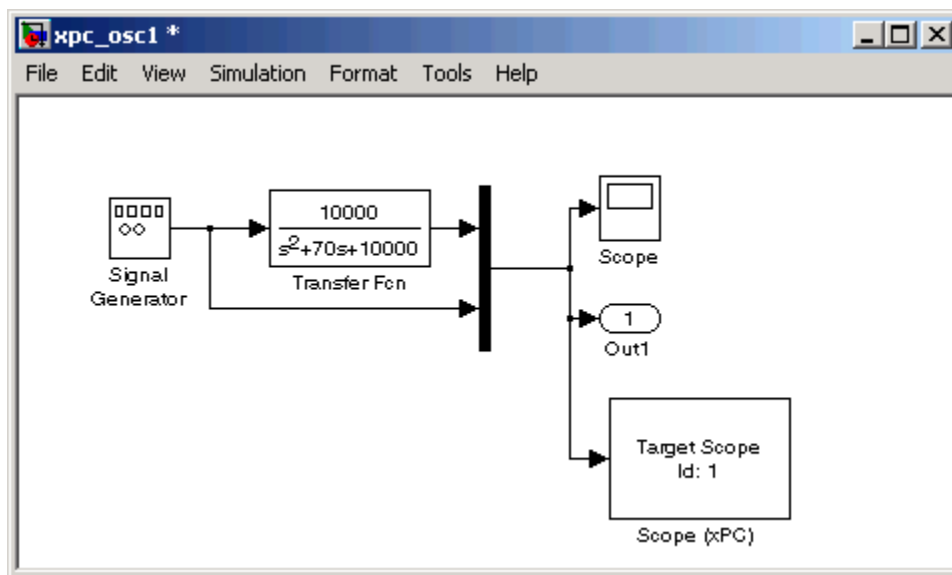 xpc_osc1 *
File Edit View Simulation Format Tools Help
Signal
Generator
10000
s²+70s+10000
Transfer Fcn
Scope
1
Out1
Target Scope
Id: 1
Scope (xPC)